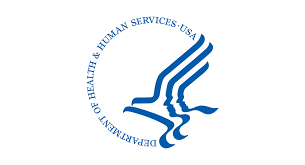 DEPARTMENT OF HEALTH & HUMAN SERVICES·USA